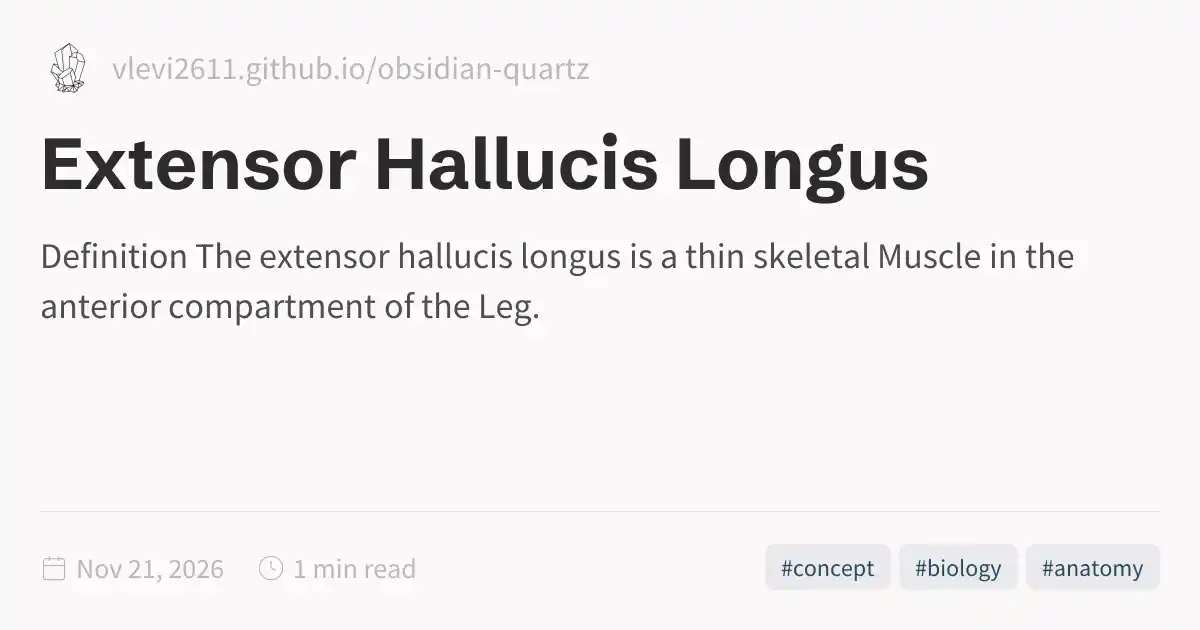 vlevi2611.github.io/obsidian-quartz
Extensor Hallucis Longus
Definition The extensor hallucis longus is a thin skeletal Muscle in the
anterior compartment of the Leg.
Nov 21, 2026 1 min read #concept #biology #anatomy